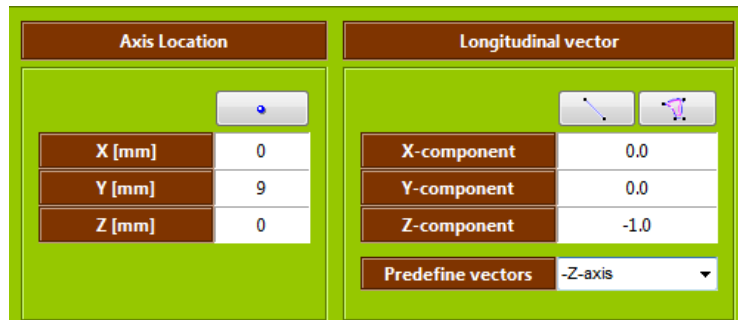 Axis Location
Longitudinal vector
X [mm] 0
Y [mm] 9
Z [mm] 0
X-component 0.0
Y-component 0.0
Z-component -1.0
Predefine vectors -Z-axis